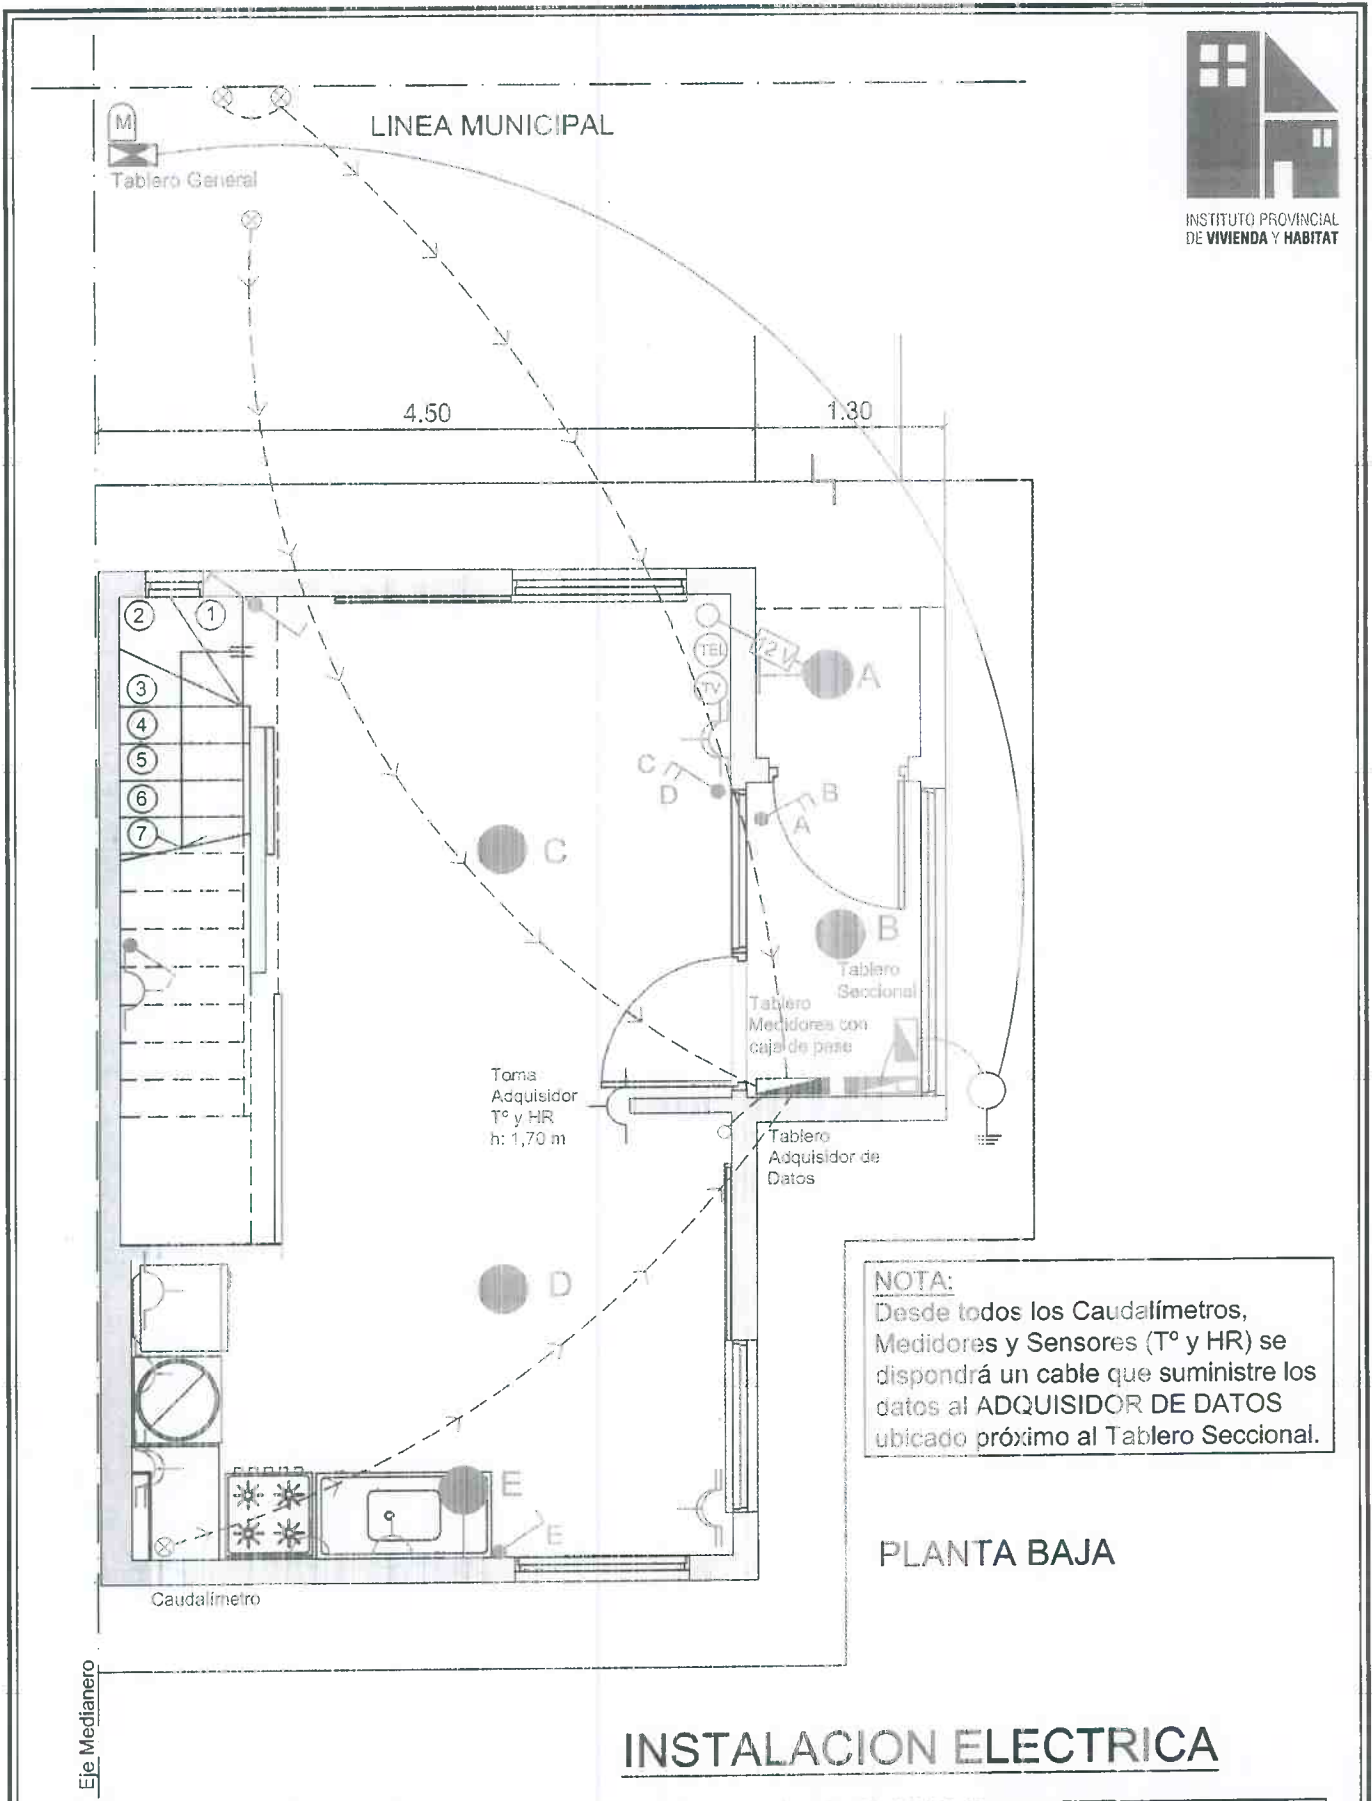 LINEA MUNICIPAL
M
Tablero General
INSTITUTO PROVINCIAL
DE VIVIENDA Y HABITAT
4.50
1.30
2
1
3
4
5
6
7
TEL
TV
12 V
A
C
D
B
A
C
B
Tablero
Seccional
Tablero
Medidores con
caja de pase
Toma
Adquisidor
Tº y HR
h: 1,70 m
Tablero
Adquisidor de
Datos
D
NOTA:
Desde todos los Caudalímetros,
Medidores y Sensores (Tº y HR) se
dispondrá un cable que suministre los
datos al ADQUISIDOR DE DATOS
ubicado próximo al Tablero Seccional.
E
E
PLANTA BAJA
Caudalímetro
Eje Medianero
INSTALACION ELECTRICA